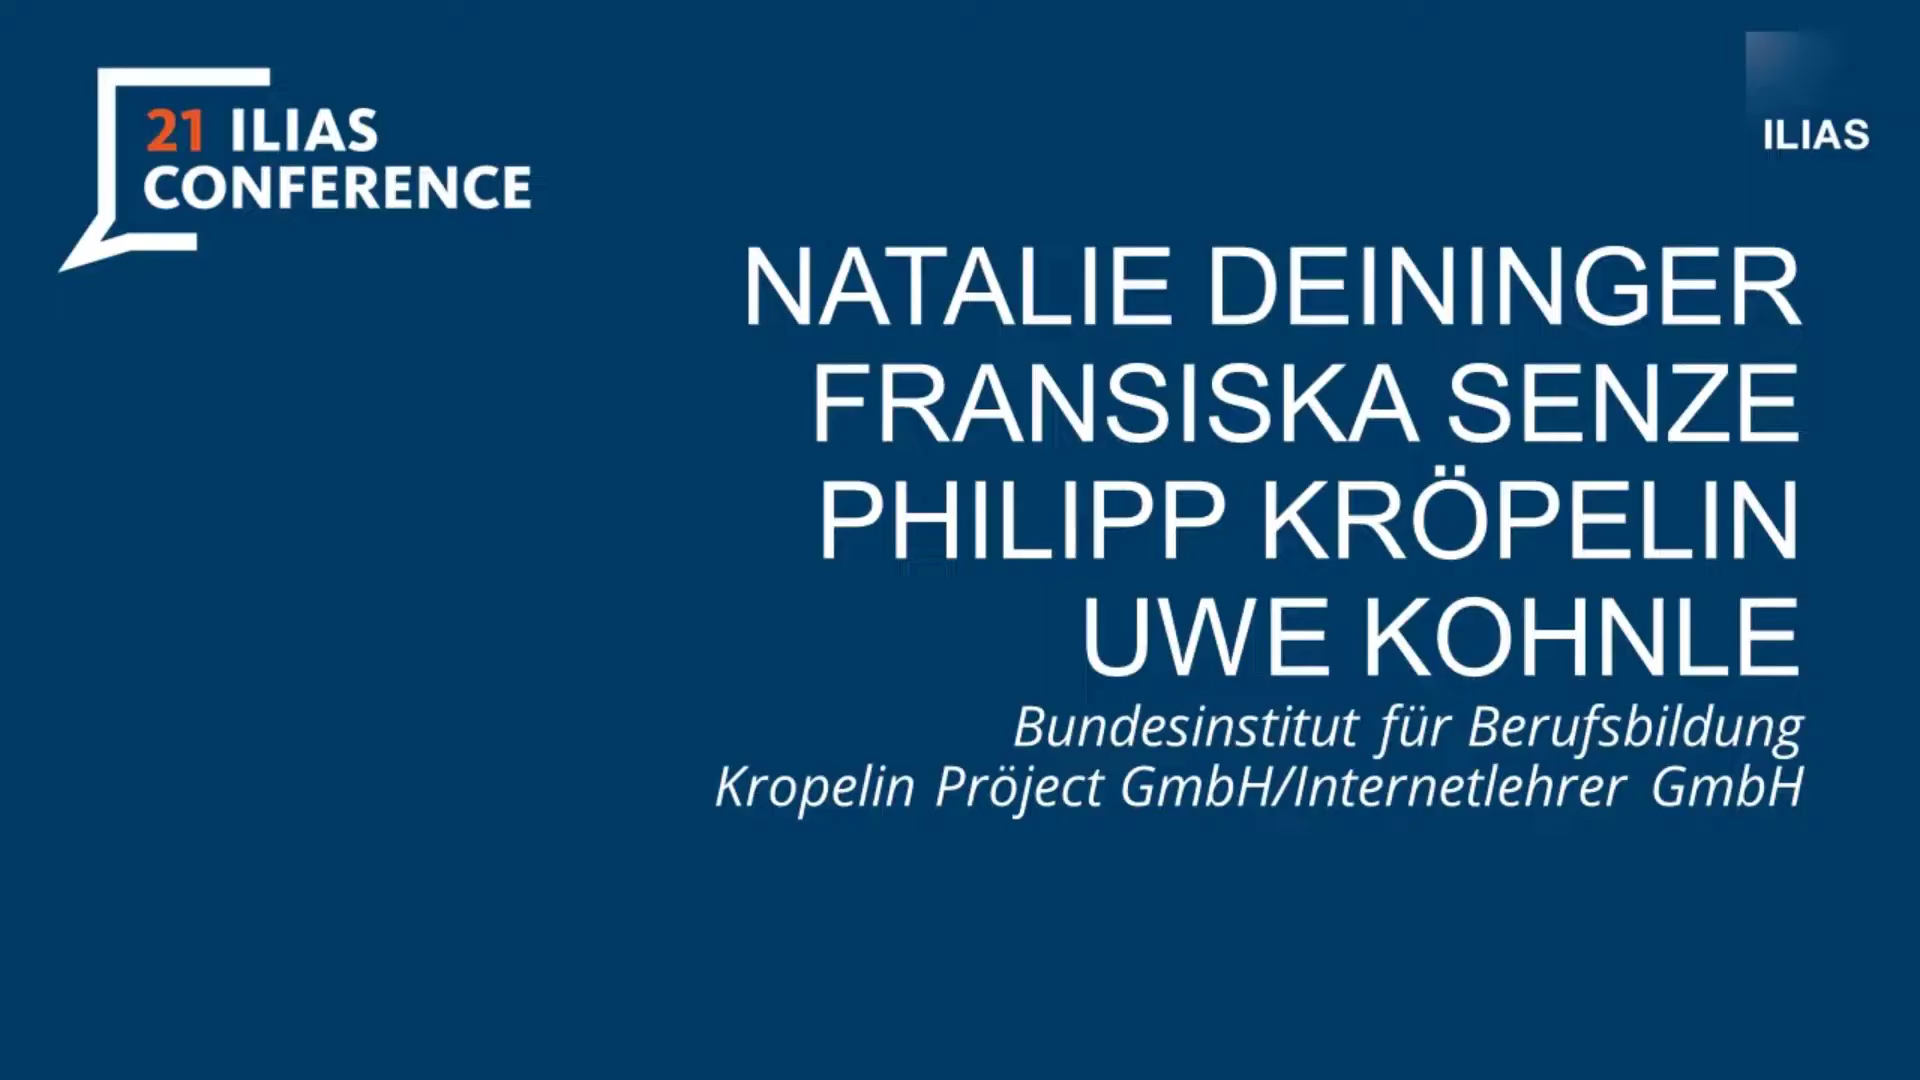 21 ILIAS
CONFERENCE
ILIAS
NATALIE DEININGER
FRANSISKA SENZE
PHILIPP KRÖPELIN
UWE KOHNLE
Bundesinstitut für Berufsbildung
Kropelin Pröject GmbH/Internetlehrer GmbH